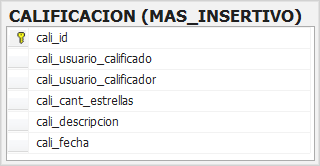 CALIFICACION (MAS_INSERTIVO)
cali_id
cali_usuario_calificado
cali_usuario_calificador
cali_cant_estrellas
cali_descripcion
cali_fecha